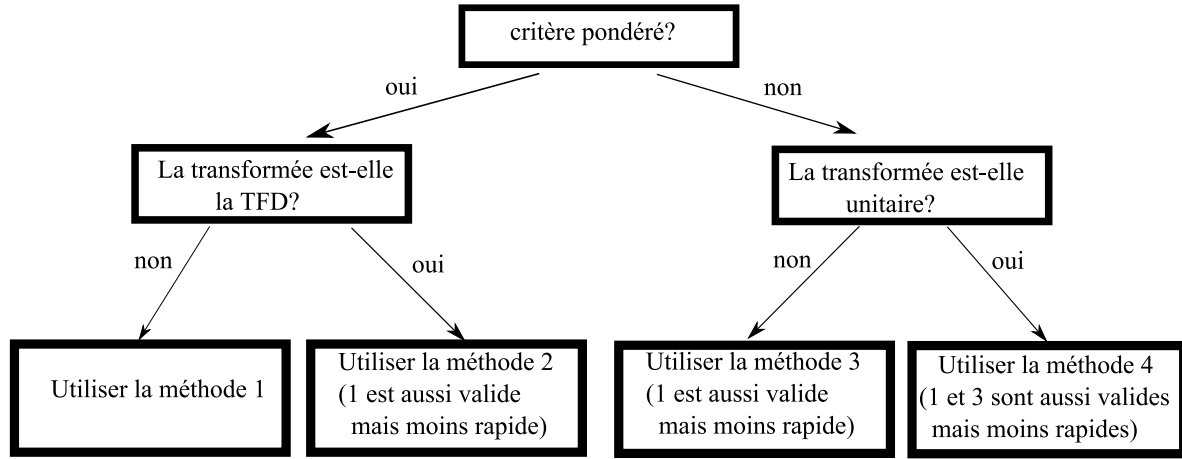 critère pondéré?
oui
non
La transformée est-elle
la TFD?
La transformée est-elle
unitaire?
non
oui
non
oui
Utiliser la méthode 1
Utiliser la méthode 2
(1 est aussi valide
mais moins rapide)
Utiliser la méthode 3
(1 est aussi valide
mais moins rapide)
Utiliser la méthode 4
(1 et 3 sont aussi valides
mais moins rapides)